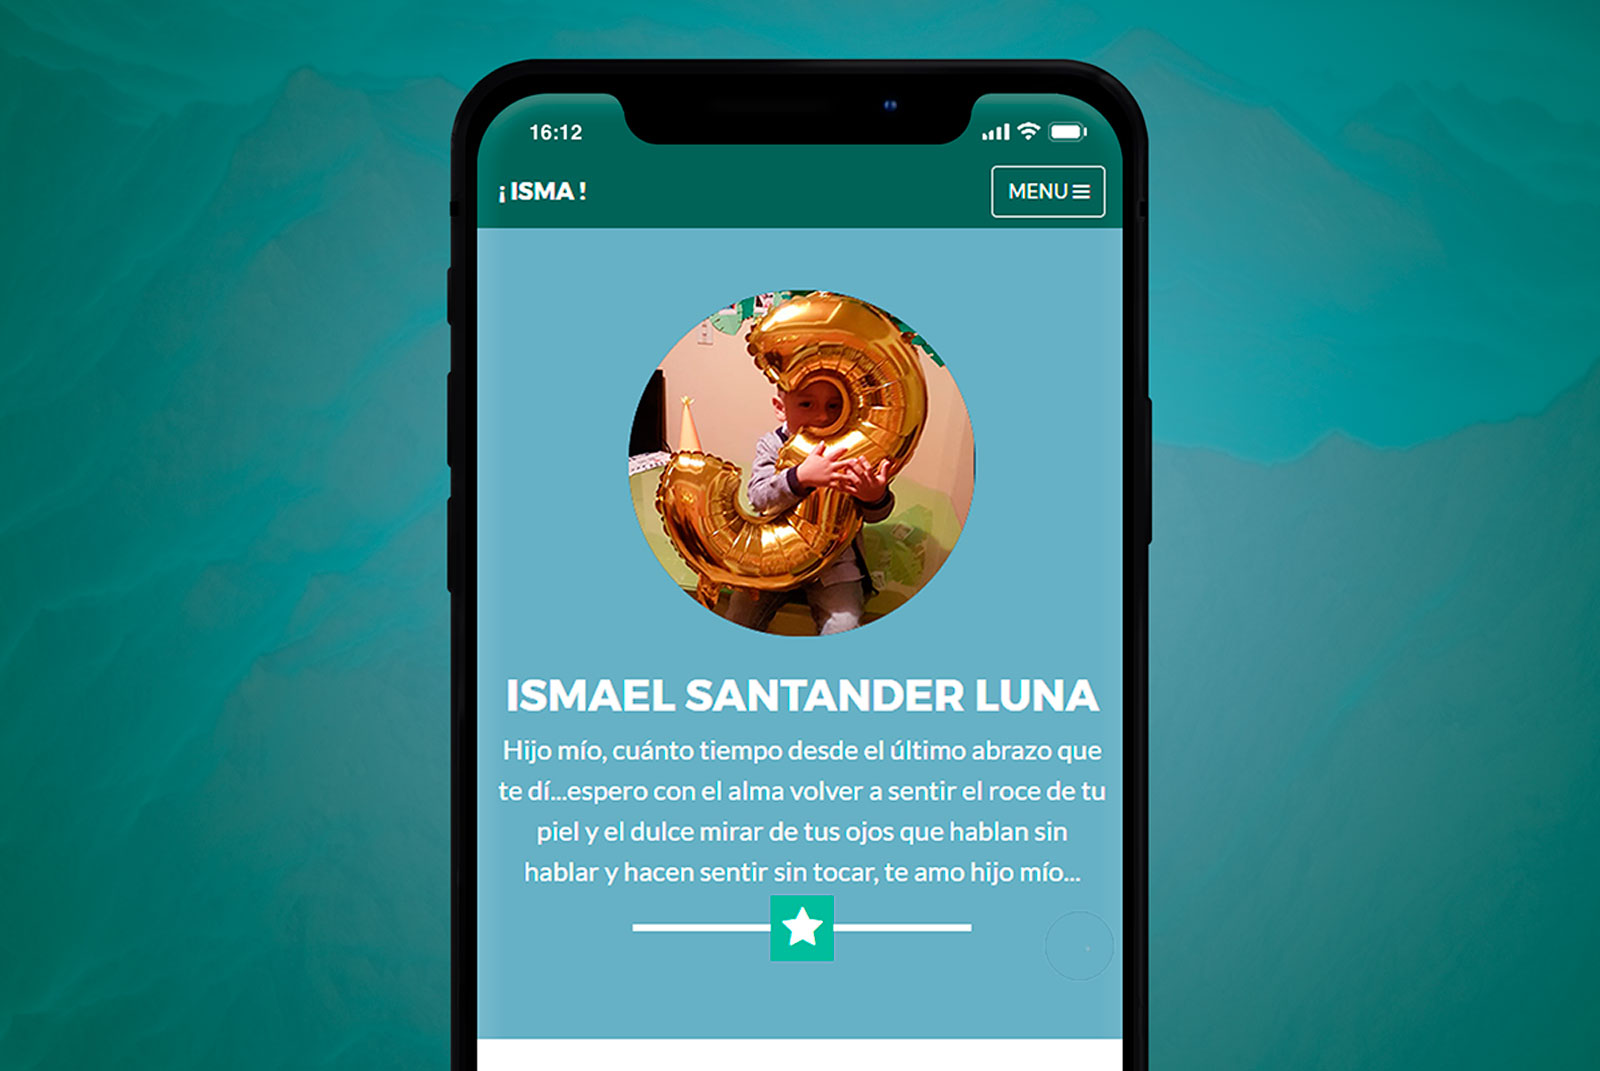 16:12
¡ ISMA !
MENU
ISMAEL SANTANDER LUNA
Hijo mío, cuánto tiempo desde el último abrazo que
te dí...espero con el alma volver a sentir el roce de tu
piel y el dulce mirar de tus ojos que hablan sin
hablar y hacen sentir sin tocar, te amo hijo mío...